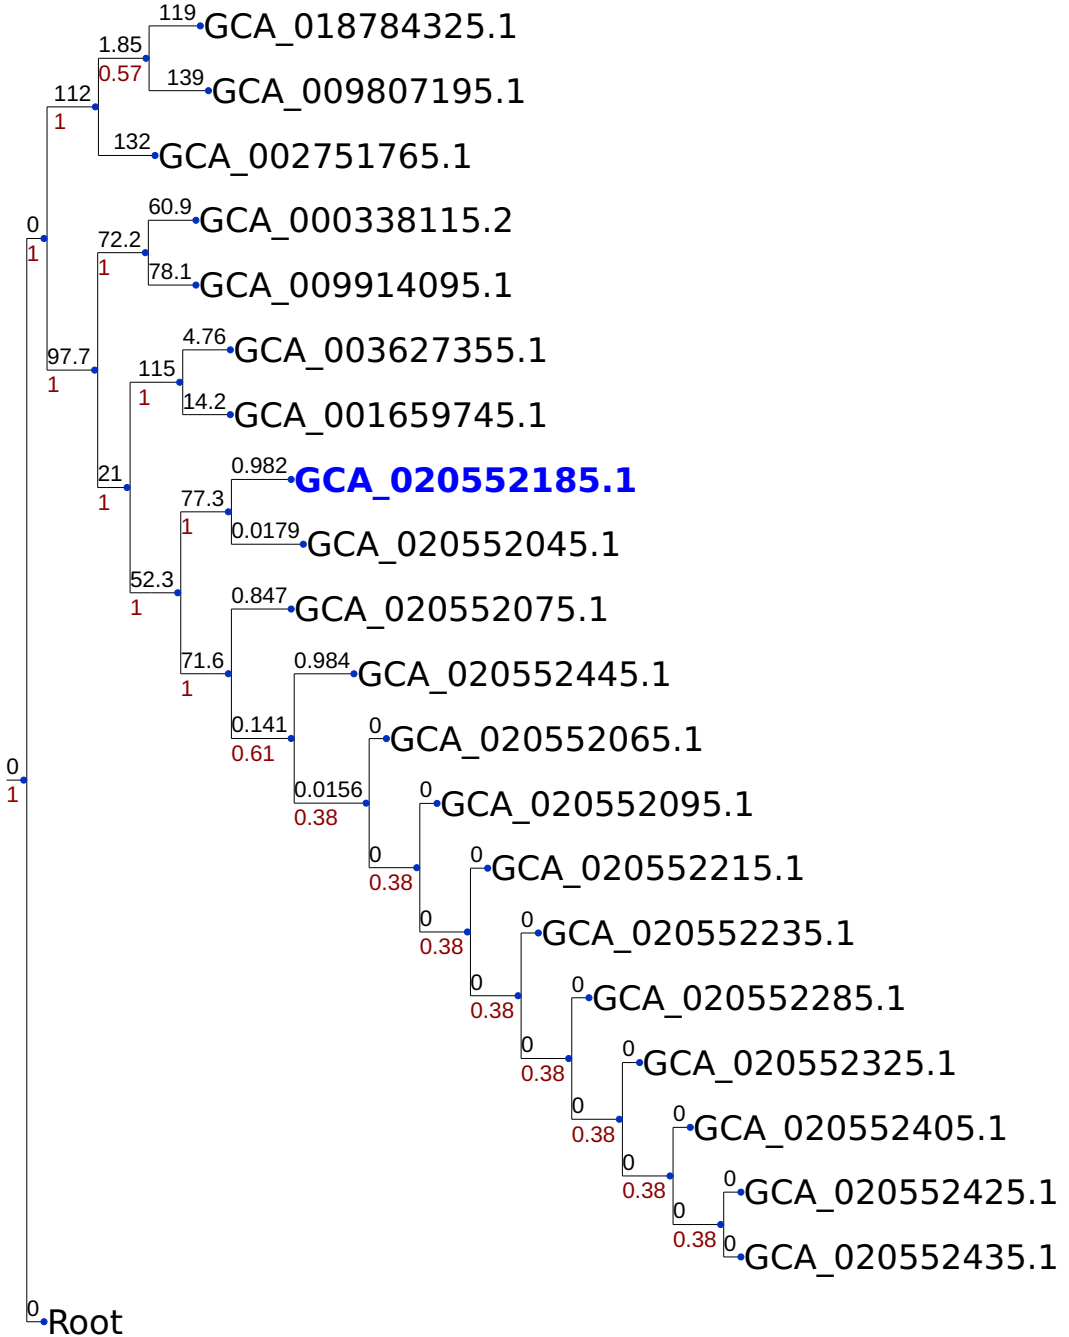 119
GCA_018784325.1
1.85
0.57
139
GCA_009807195.1
112
1
132
GCA_002751765.1
60.9
GCA_000338115.2
0
1
72.2
1
78.1
GCA_009914095.1
4.76
GCA_003627355.1
97.7
1
115
1
14.2
GCA_001659745.1
0.982
GCA_020552185.1
21
1
77.3
1
0.0179
GCA_020552045.1
52.3
1
0.847
GCA_020552075.1
71.6
1
0.984
GCA_020552445.1
0.141
0.61
0
GCA_020552065.1
0
1
0.0156
0.38
0
GCA_020552095.1
0
0.38
0
GCA_020552215.1
0
0.38
0
GCA_020552235.1
0
0.38
0
GCA_020552285.1
0
0.38
0
GCA_020552325.1
0
0.38
0
GCA_020552405.1
0
0.38
0
GCA_020552425.1
0
0.38
0
GCA_020552435.1
0
Root